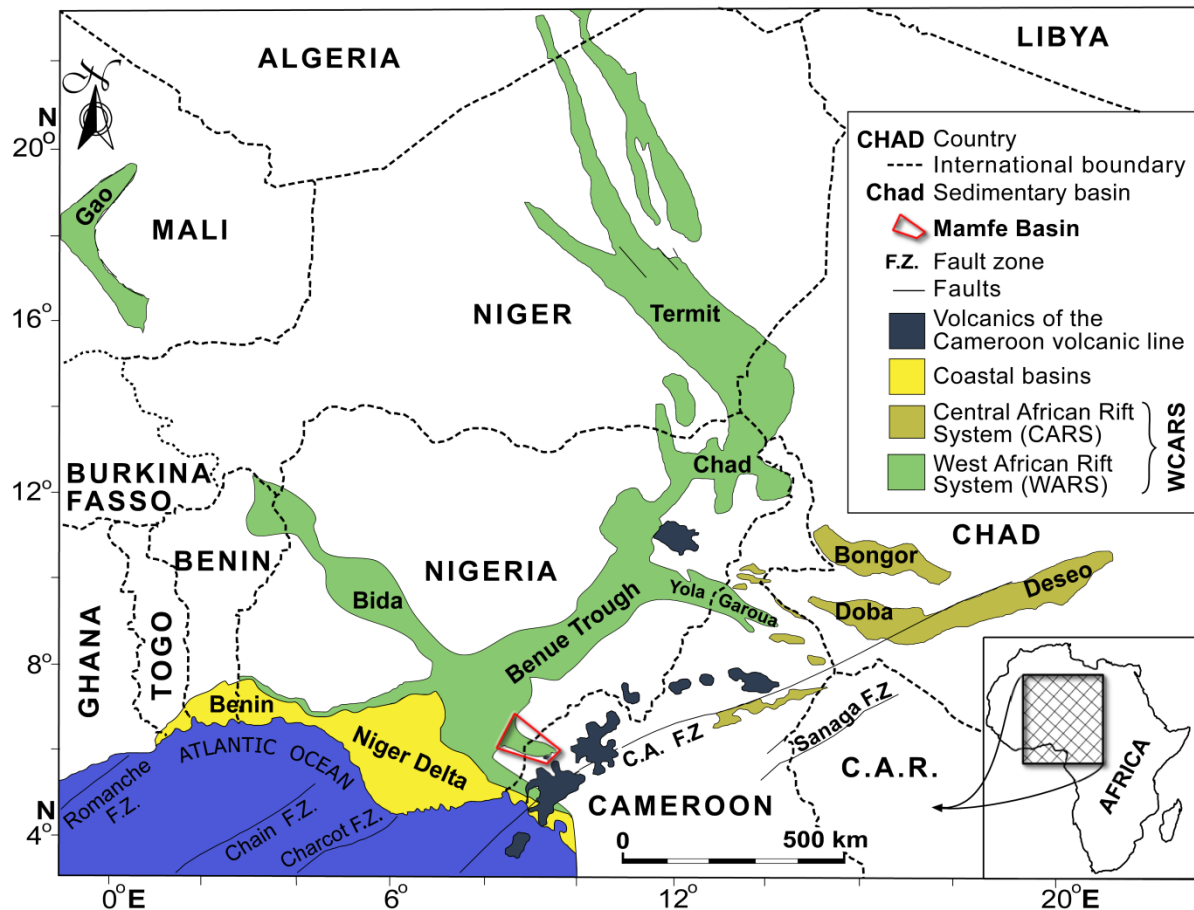 ALGERIA
LIBYA
N
N
20°
16°
12°
8°
N
4°
Gao
MALI
NIGER
Termit
Chad
BURKINA
FASSO
BENIN
NIGERIA
CHAD
Bongor
Deseo
Doba
Bida
Yola
Garoua
Benue Trough
GHANA
TOGO
Benin
Niger Delta
ATLANTIC OCEAN
Romanche
F.Z.
Chain F.Z.
Charcot F.Z.
C.A. F.Z
Sanaga F.Z
C.A.R.
CAMEROON
0 500 km
AFRICA
0°E
6°
12°
20°E
CHAD Country
International boundary
Chad Sedimentary basin
Mamfe Basin
F.Z. Fault zone
Faults
Volcanics of the
Cameroon volcanic line
Coastal basins
Central African Rift
System (CARS)
West African Rift
System (WARS)
WCARS